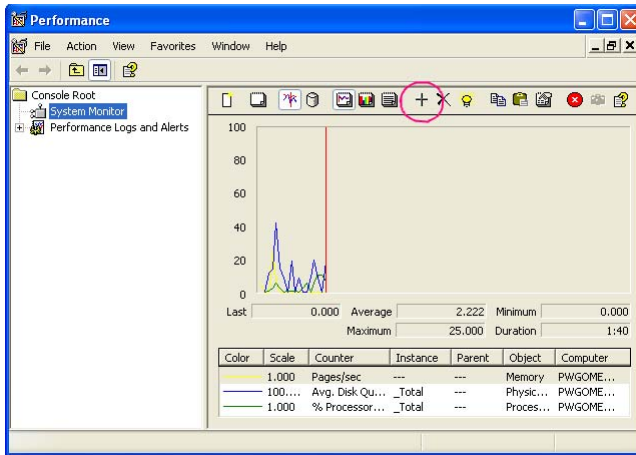 Performance
File Action View Favorites Window Help
Console Root
System Monitor
Performance Logs and Alerts
100
80
60
40
20
0
Last 0.000 Average 2.222 Minimum 0.000
Maximum 25.000 Duration 1:40
Color Scale Counter Instance Parent Object Computer
1.000 Pages/sec --- --- Memory PWGOME...
100.... Avg. Disk Qu... _Total --- Physic... PWGOME...
1.000 % Processor... _Total --- Proces... PWGOME...